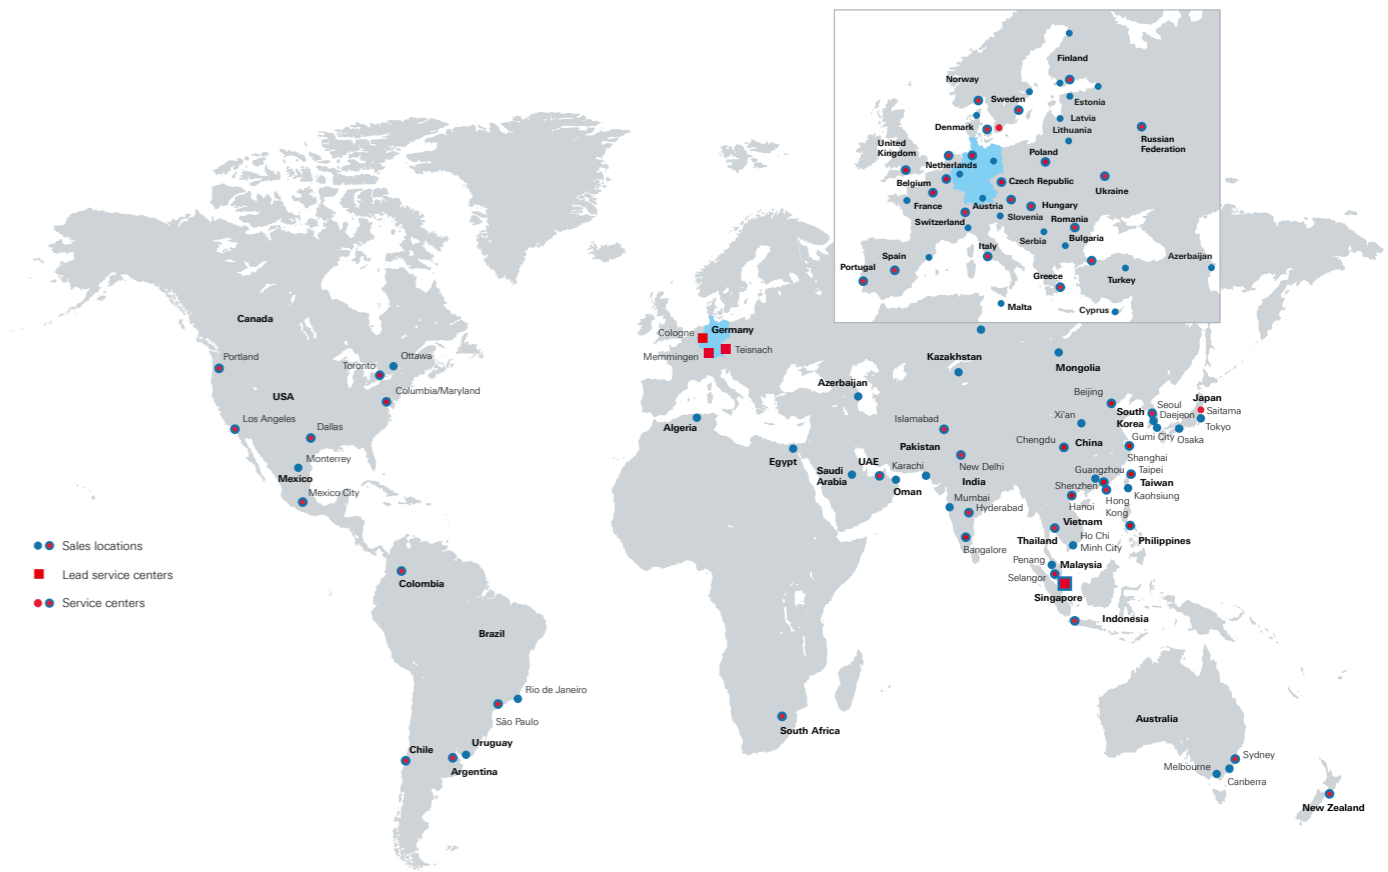 Finland
Norway
Sweden
Estonia
Latvia
Lithuania
Denmark
Russian
Federation
United
Kingdom
Poland
Netherlands
Belgium
Czech Republic
Ukraine
France
Austria
Hungary
Slovenia
Romania
Switzerland
Serbia
Bulgaria
Italy
Spain
Portugal
Azerbaijan
Greece
Turkey
Malta
Cyprus
Canada
Portland
Toronto
Ottawa
Columbia/Maryland
USA
Los Angeles
Dallas
Monterrey
Mexico
Mexico City
Cologne
Germany
Memmingen
Teisnach
Kazakhstan
Mongolia
Azerbaijan
Algeria
Egypt
Saudi
Arabia
UAE
Oman
Islamabad
Pakistan
Karachi
New Delhi
India
Mumbai
Hyderabad
Bangalore
Beijing
Xi'an
Chengdu
China
South
Korea
Seoul
Daejeon
Gumi City
Japan
Saitama
Tokyo
Osaka
Shanghai
Guangzhou
Taipei
Taiwan
Shenzhen
Kaohsiung
Hong
Kong
Hanoi
Vietnam
Thailand
Ho Chi
Minh City
Philippines
Penang
Malaysia
Selangor
Singapore
Indonesia
Sales locations
Lead service centers
Service centers
Colombia
Brazil
Rio de Janeiro
São Paulo
Uruguay
Chile
Argentina
South Africa
Australia
Sydney
Melbourne
Canberra
New Zealand